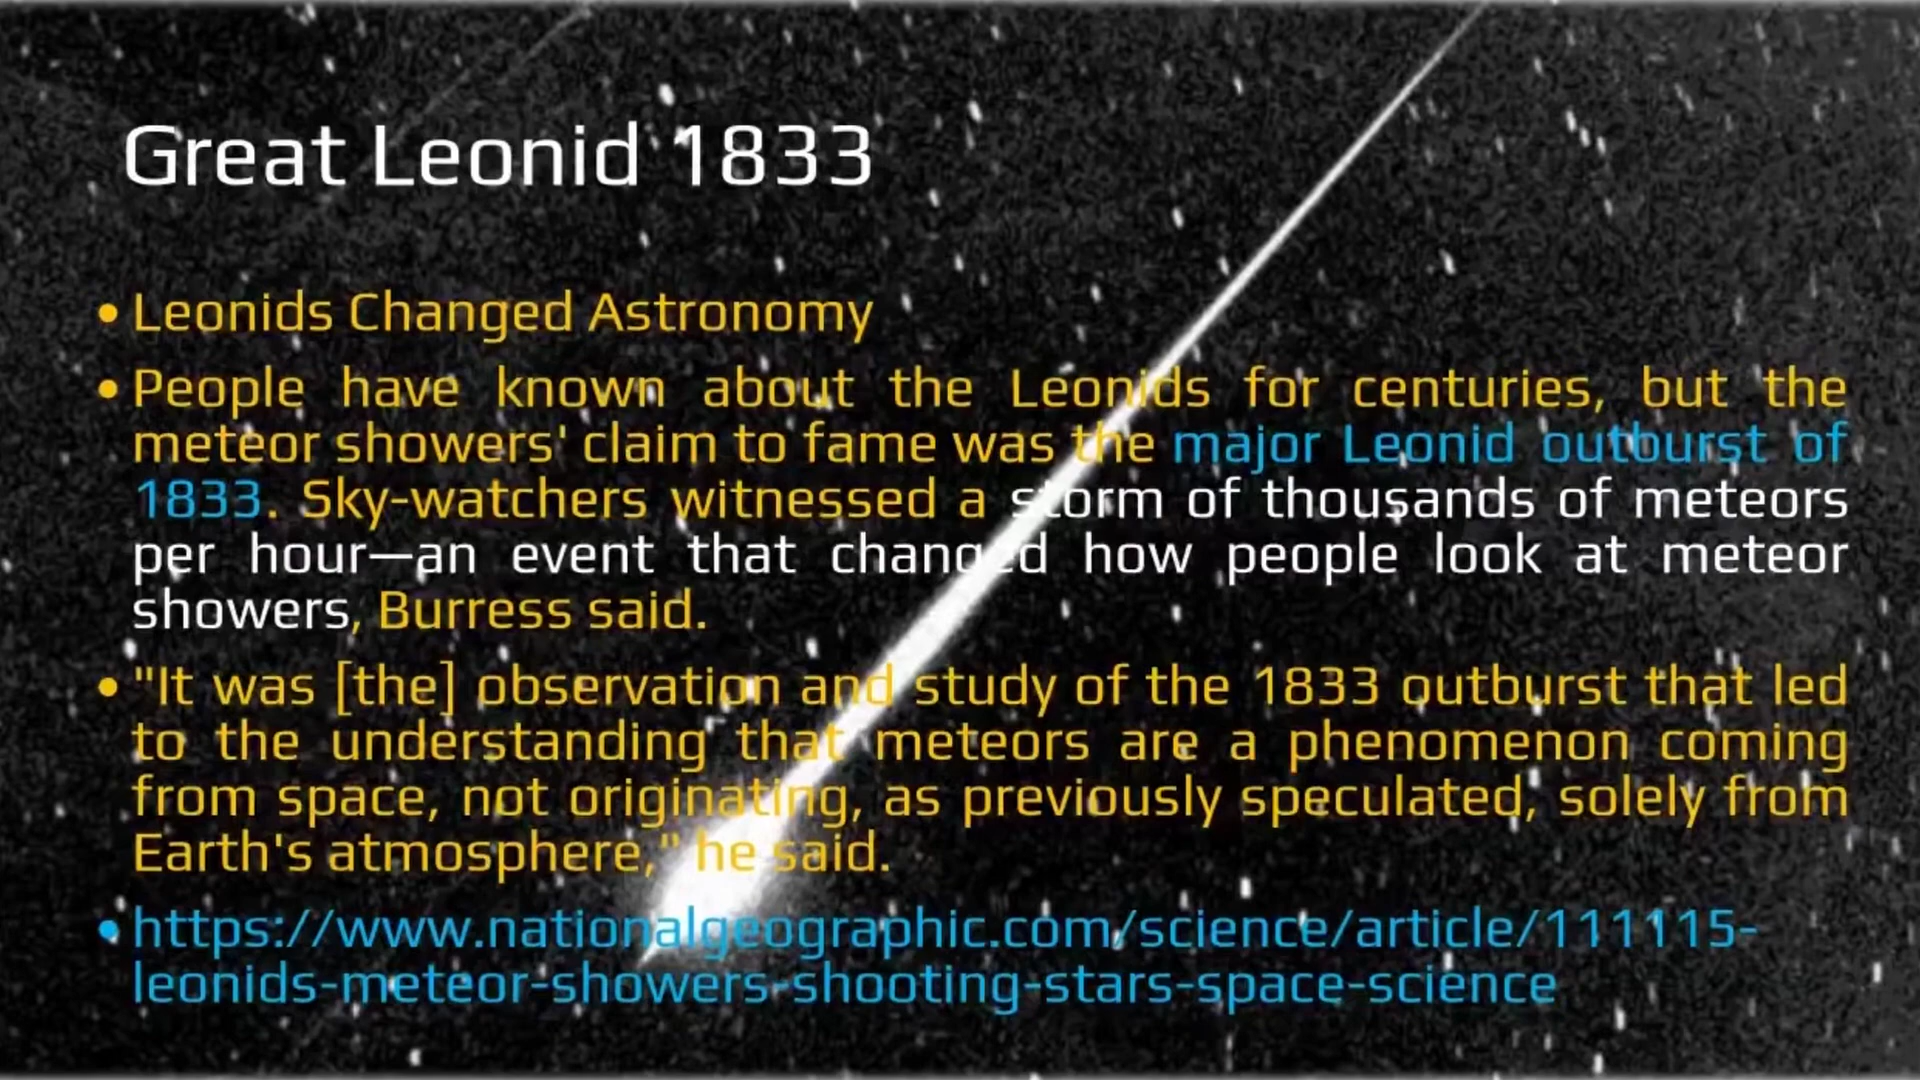 Great Leonid 1833
• Leonids Changed Astronomy
• People have known about the Leonids for centuries, but the
meteor showers' claim to fame was the major Leonid outburst of
1833. Sky-watchers witnessed a storm of thousands of meteors
per hour—an event that changed how people look at meteor
showers, Burress said.
• "It was [the] observation and study of the 1833 outburst that led
to the understanding that meteors are a phenomenon coming
from space, not originating, as previously speculated, solely from
Earth's atmosphere," he said.
• https://www.nationalgeographic.com/science/article/111115-
leonids-meteor-showers-shooting-stars-space-science